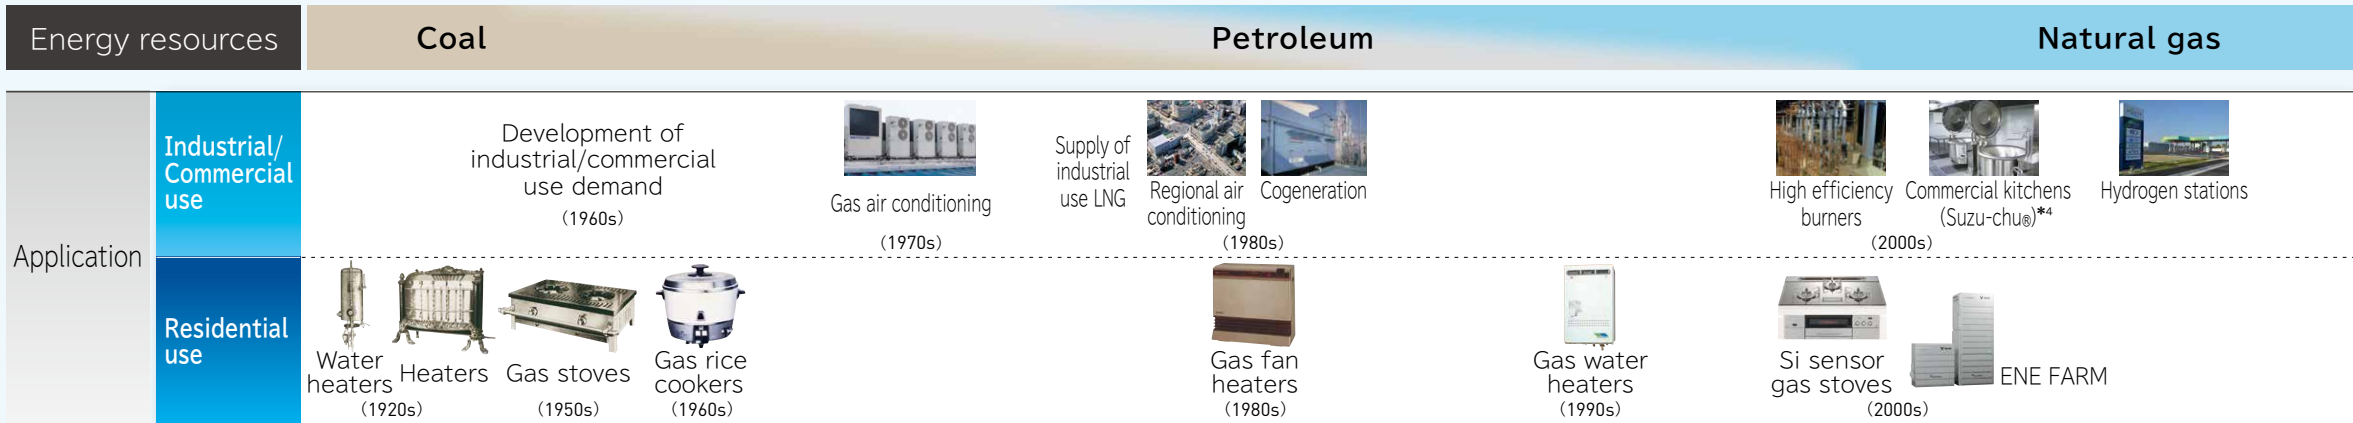 Energy resources
Coal
Petroleum
Natural gas
Application
Industrial/
Commercial
use
Development of
industrial/commercial
use demand
(1960s)
Gas air conditioning
(1970s)
Supply of
industrial
use LNG
Regional air
conditioning
Cogeneration
(1980s)
High efficiency
burners
Commercial kitchens
(Suzu-chu®)*4
(2000s)
Hydrogen stations
Residential
use
Water
heaters
Heaters
(1920s)
Gas stoves
(1950s)
Gas rice
cookers
(1960s)
Gas fan
heaters
(1980s)
Gas water
heaters
(1990s)
Si sensor
gas stoves
ENE FARM
(2000s)